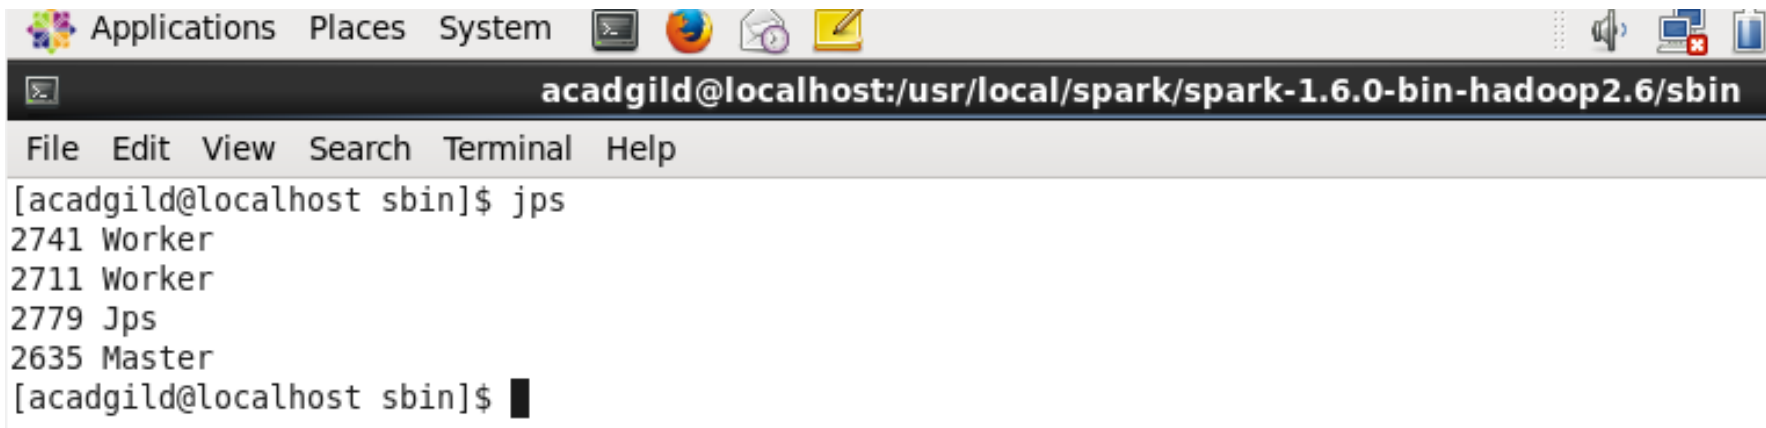 Applications Places System
acadgild@localhost:/usr/local/spark/spark-1.6.0-bin-hadoop2.6/sbin
File Edit View Search Terminal Help
[acadgild@localhost sbin]$ jps
2741 Worker
2711 Worker
2779 Jps
2635 Master
[acadgild@localhost sbin]$